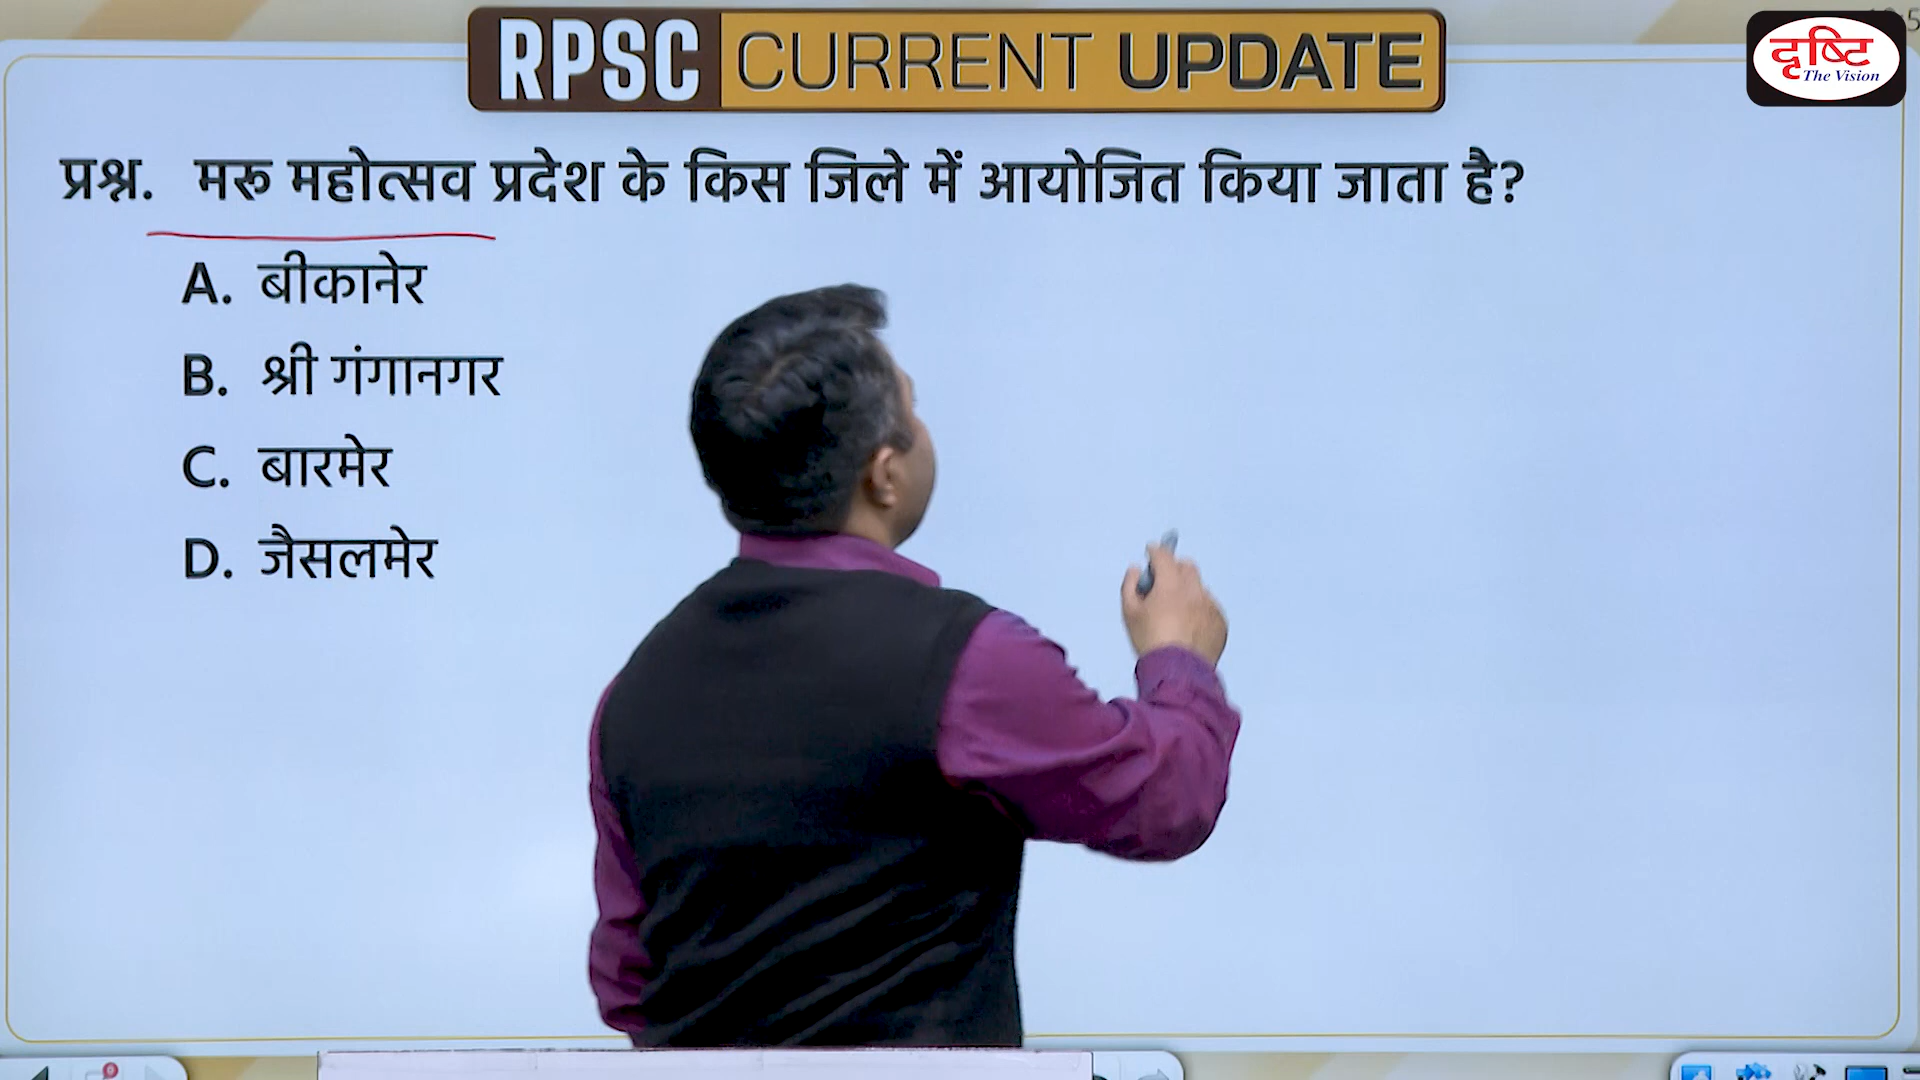 RPSC CURRENT UPDATE
दृष्टि
The Vision
प्रश्न. मरू महोत्सव प्रदेश के किस जिले में आयोजित किया जाता है?
A. बीकानेर
B. श्री गंगानगर
C. बारमेर
D. जैसलमेर